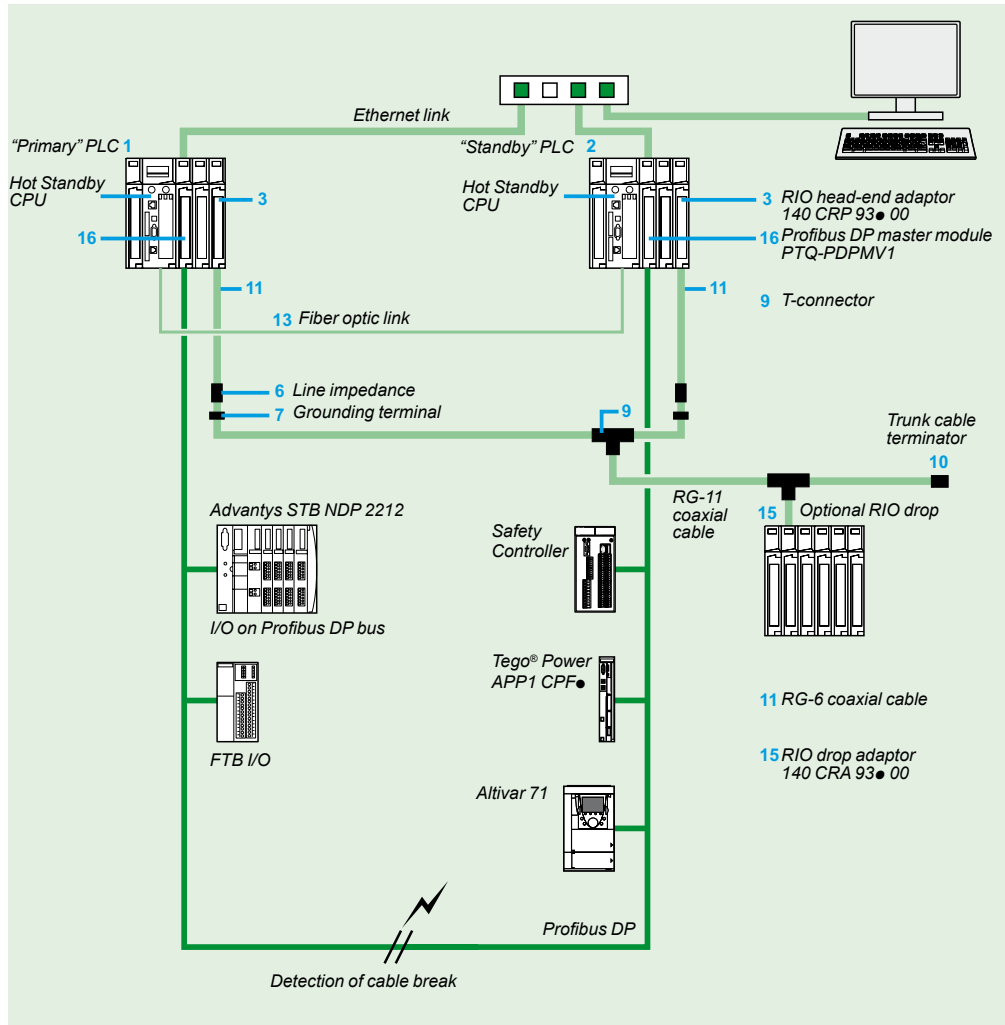 Ethernet link
“Primary” PLC 1
“Standby” PLC 2
Hot Standby
CPU
3
16
Hot Standby
CPU
3 RIO head-end adaptor
140 CRP 93● 00
16 Profibus DP master module
PTQ-PDPMV1
11
11
9 T-connector
13 Fiber optic link
6 Line impedance
7 Grounding terminal
9
Trunk cable
terminator
10
RG-11
coaxial
cable
15 Optional RIO drop
Advantys STB NDP 2212
I/O on Profibus DP bus
Safety
Controller
FTB I/O
Tego® Power
APP1 CPF●
11 RG-6 coaxial cable
15 RIO drop adaptor
140 CRA 93● 00
Altivar 71
Profibus DP
Detection of cable break